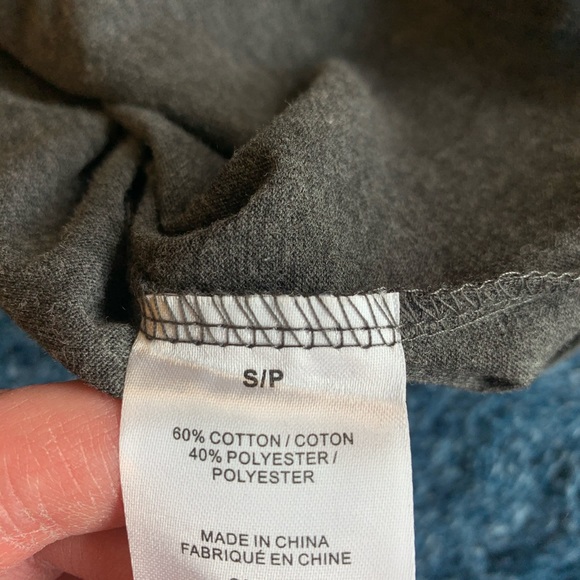 S/P
60% COTTON / COTON
40% POLYESTER /
POLYESTER
MADE IN CHINA
FABRIQUÉ EN CHINE